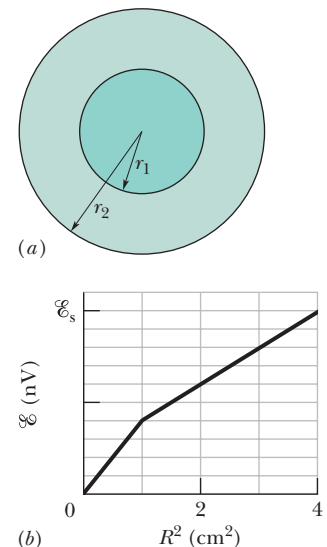 r₁
r₂
(a)
ℰₛ
ℰ (nV)
0
2
4
(b)
R² (cm²)